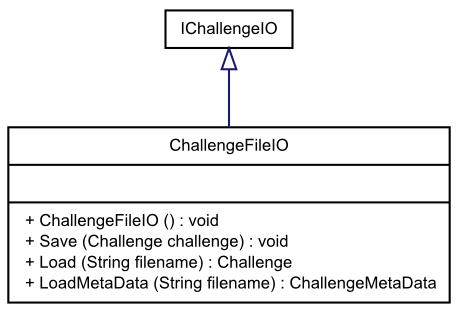 IChallengeIO
ChallengeFileIO
+ ChallengeFileIO () : void
+ Save (Challenge challenge) : void
+ Load (String filename) : Challenge
+ LoadMetaData (String filename) : ChallengeMetaData